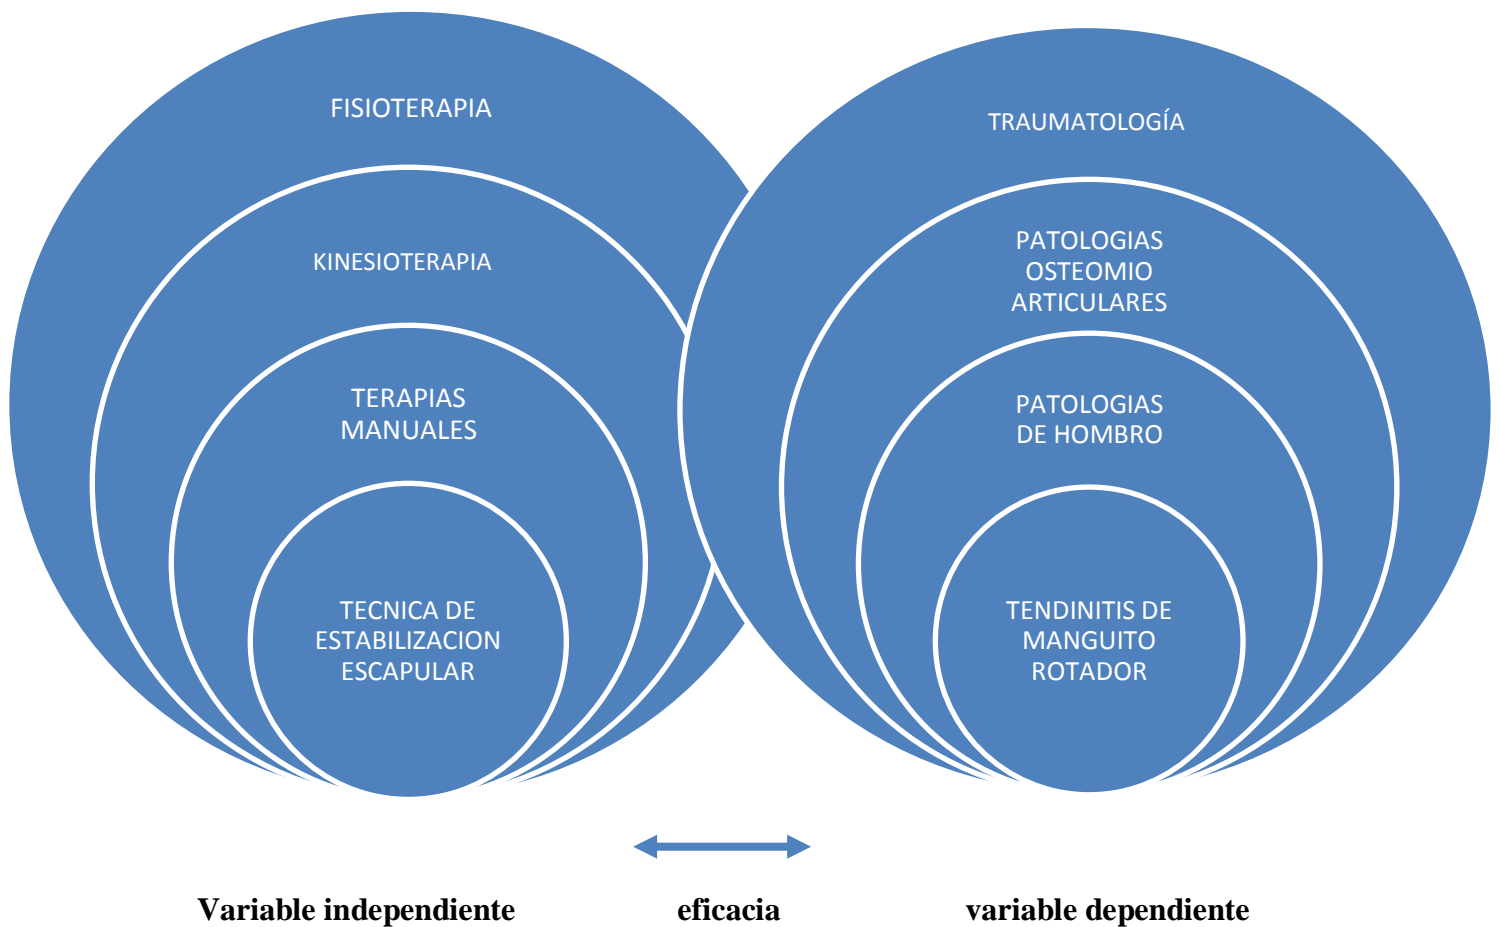 FISIOTERAPIA
KINESIOTERAPIA
TERAPIAS
MANUALES
TECNICA DE
ESTABILIZACION
ESCAPULAR
TRAUMATOLOGÍA
PATOLOGIAS
OSTEOMIO
ARTICULARES
PATOLOGIAS
DE HOMBRO
TENDINITIS DE
MANGUITO
ROTADOR
Variable independiente eficacia variable dependiente